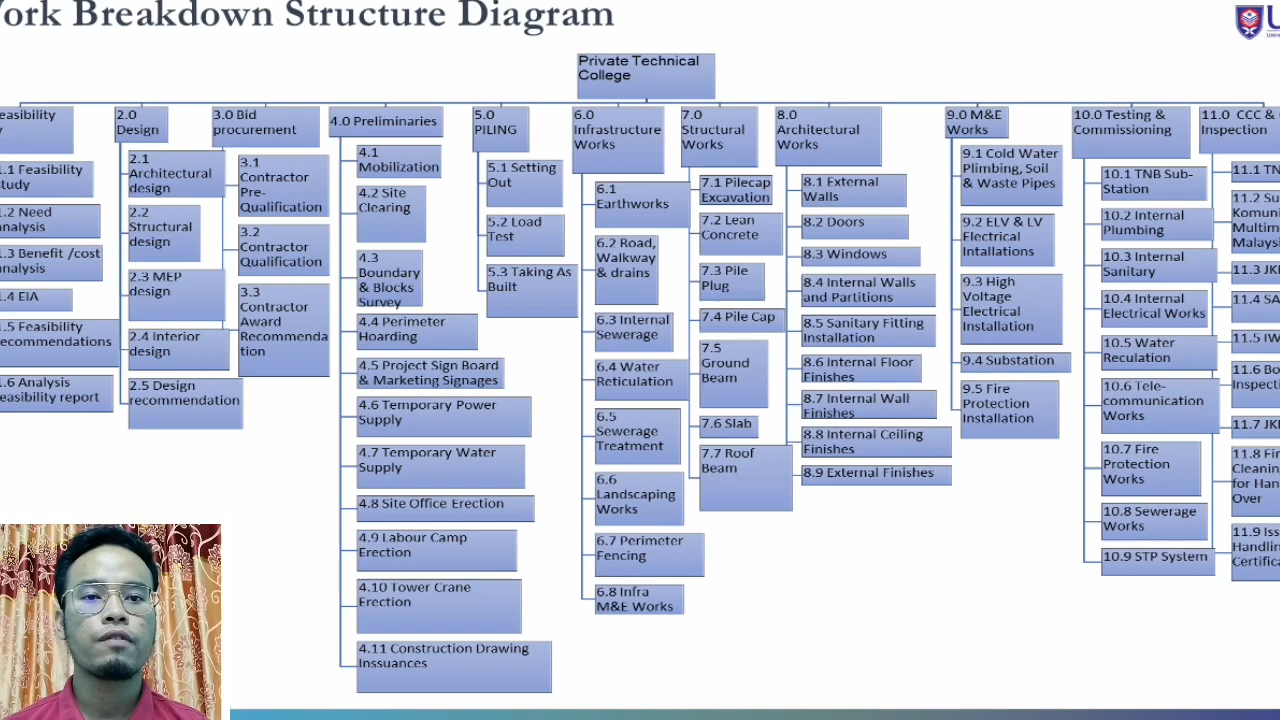 Work Breakdown Structure Diagram
Private Technical
College
easibility
y
.1 Feasibility
tudy
.2 Need
nalysis
.3 Benefit /cost
nalysis
.4 EIA
.5 Feasibility
ecommendations
.6 Analysis
easibility report
2.0
Design
2.1
Architectural
design
2.2
Structural
design
2.3 MEP
design
2.4 Interior
design
2.5 Design
recommendation
3.0 Bid
procurement
3.1
Contractor
Pre-
Qualification
3.2
Contractor
Qualification
3.3
Contractor
Award
Recommenda
tion
4.0 Preliminaries
4.1
Mobilization
4.2 Site
Clearing
4.3
Boundary
& Blocks
Survey
4.4 Perimeter
Hoarding
4.5 Project Sign Board
& Marketing Signages
4.6 Temporary Power
Supply
4.7 Temporary Water
Supply
4.8 Site Office Erection
4.9 Labour Camp
Erection
4.10 Tower Crane
Erection
4.11 Construction Drawing
Inssuances
5.0
PILING
5.1 Setting
Out
5.2 Load
Test
5.3 Taking As
Built
6.0
Infrastructure
Works
6.1
Earthworks
6.2 Road,
Walkway
& drains
6.3 Internal
Sewerage
6.4 Water
Reticulation
6.5
Sewerage
Treatment
6.6
Landscaping
Works
6.7 Perimeter
Fencing
6.8 Infra
M&E Works
7.0
Structural
Works
7.1 Pilecap
Excavation
7.2 Lean
Concrete
7.3 Pile
Plug
7.4 Pile Cap
7.5
Ground
Beam
7.6 Slab
7.7 Roof
Beam
8.0
Architectural
Works
8.1 External
Walls
8.2 Doors
8.3 Windows
8.4 Internal Walls
and Partitions
8.5 Sanitary Fitting
Installation
8.6 Internal Floor
Finishes
8.7 Internal Wall
Finishes
8.8 Internal Ceiling
Finishes
8.9 External Finishes
9.0 M&E
Works
9.1 Cold Water
Plimbing, Soil
& Waste Pipes
9.2 ELV & LV
Electrical
Intallations
9.3 High
Voltage
Electrical
Installation
9.4 Substation
9.5 Fire
Protection
Installation
10.0 Testing &
Commissioning
10.1 TNB Sub-
Station
10.2 Internal
Plumbing
10.3 Internal
Sanitary
10.4 Internal
Electrical Works
10.5 Water
Reculation
10.6 Tele-
communication
Works
10.7 Fire
Protection
Works
10.8 Sewerage
Works
10.9 STP System
11.0 CCC &
Inspection
11.1 TN
11.2 Su
Komun
Multim
Malays
11.3 JK
11.4 SA
11.5 IW
11.6 Bo
Inspect
11.7 JK
11.8 Fir
Cleanin
for Han
Over
11.9 Iss
Handlin
Certifica